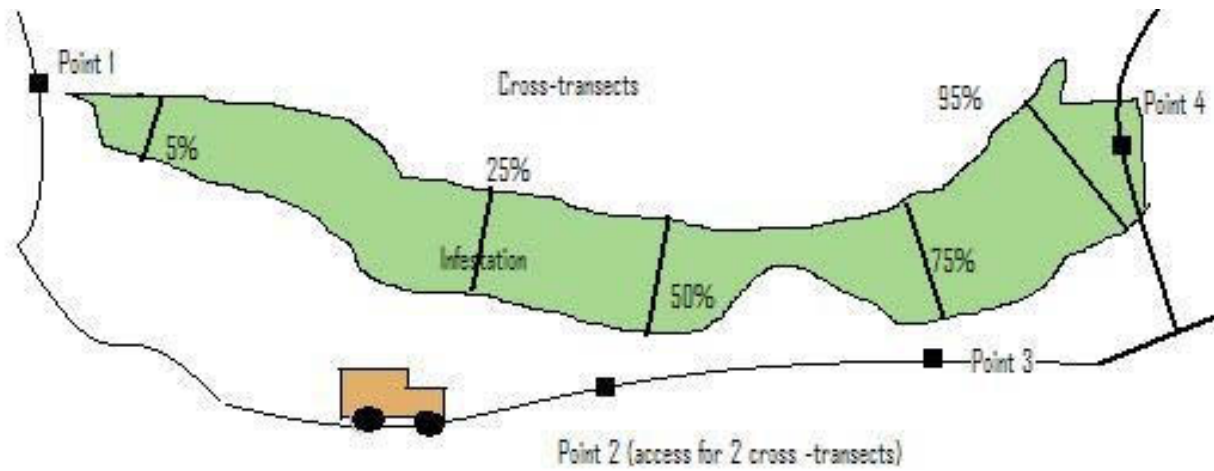 Point 1
Cross-transects
95%
Point 4
5%
25%
Infestation
75%
50%
Point 3
Point 2 (access for 2 cross -transects)